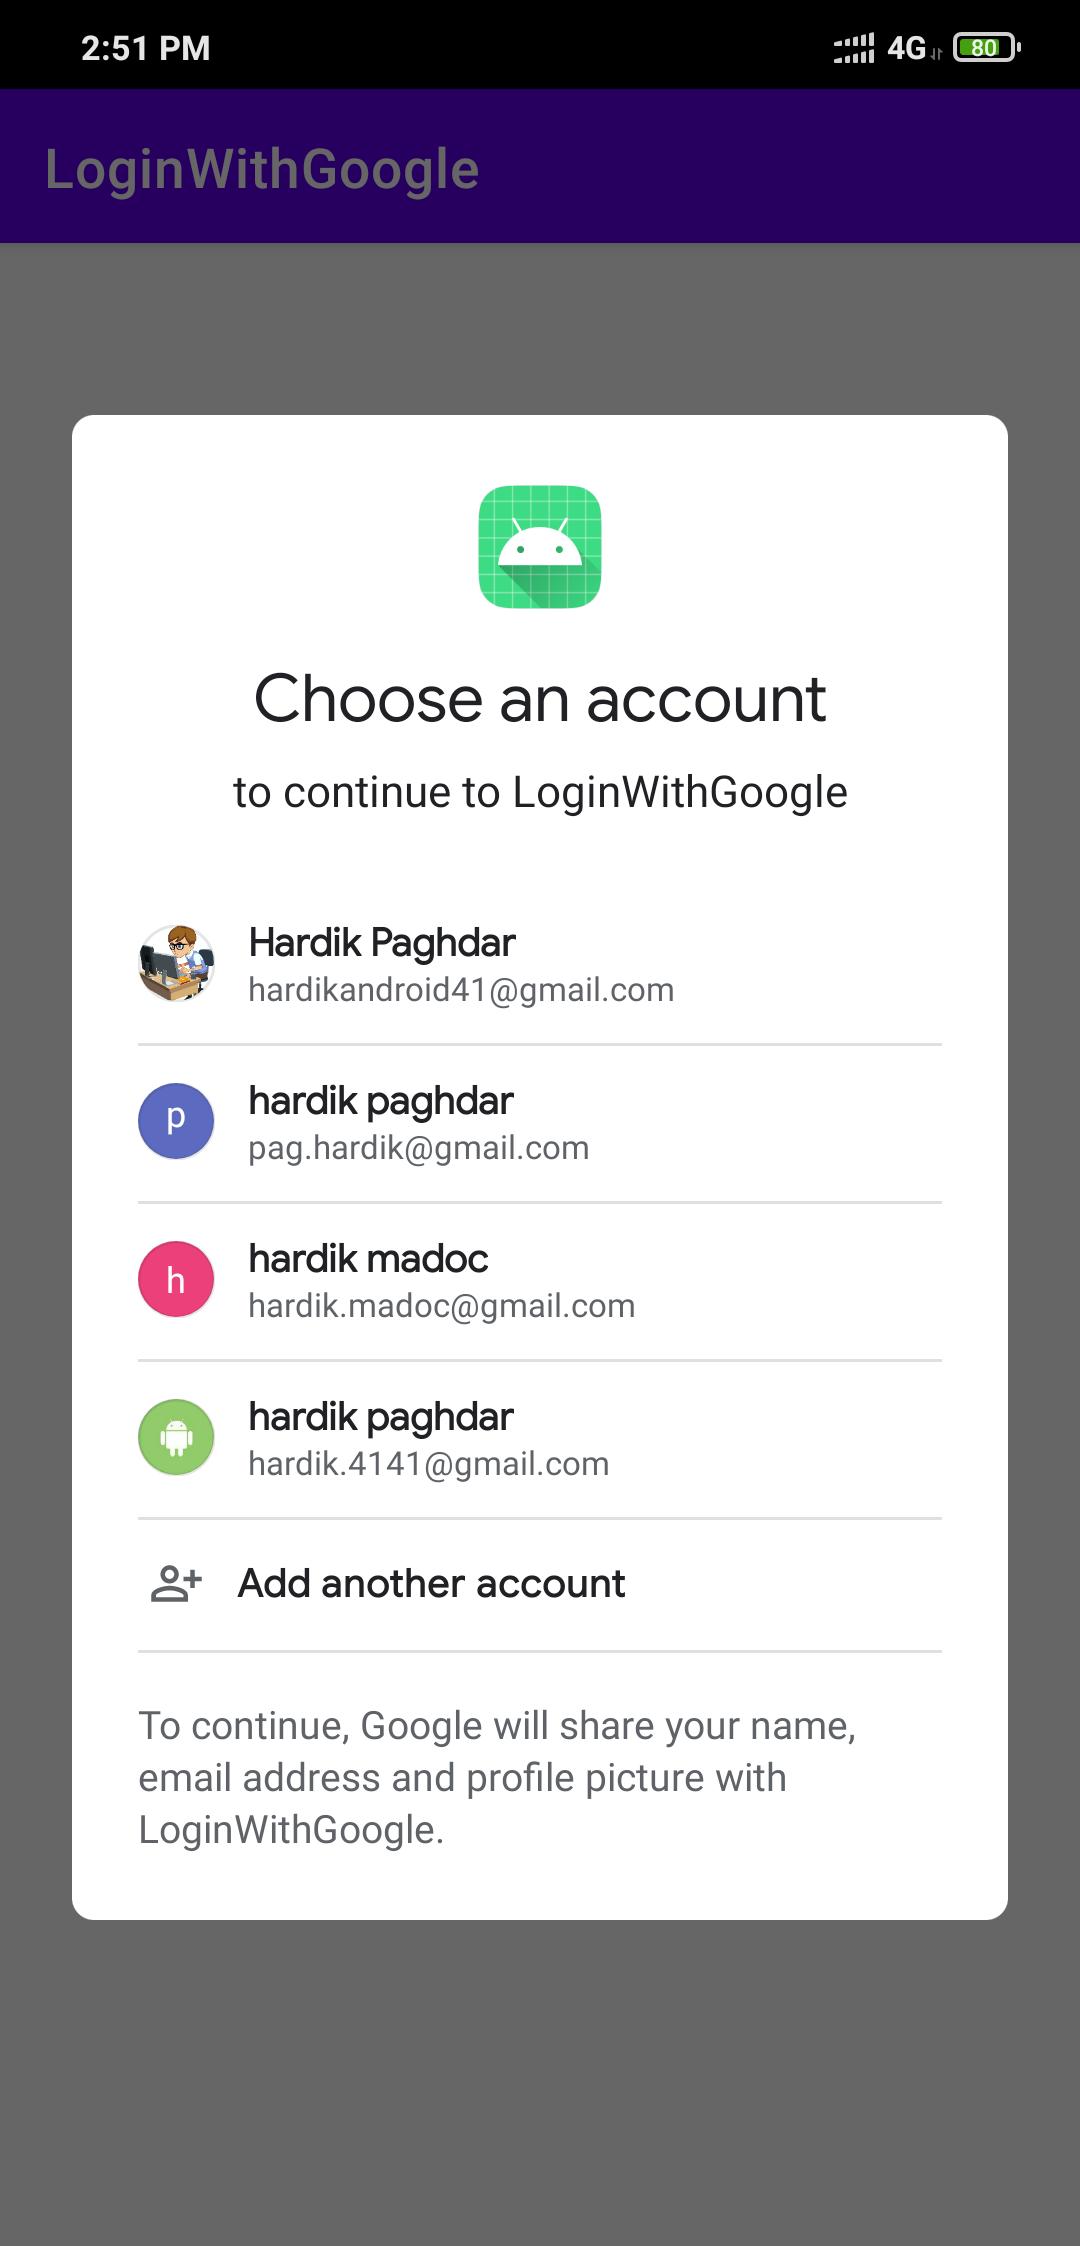 2:51 PM
4G
80
LoginWithGoogle
Choose an account
to continue to LoginWithGoogle
Hardik Paghdar
hardikandroid41@gmail.com
p
hardik paghdar
pag.hardik@gmail.com
h
hardik madoc
hardik.madoc@gmail.com
hardik paghdar
hardik.4141@gmail.com
Add another account
To continue, Google will share your name,
email address and profile picture with
LoginWithGoogle.